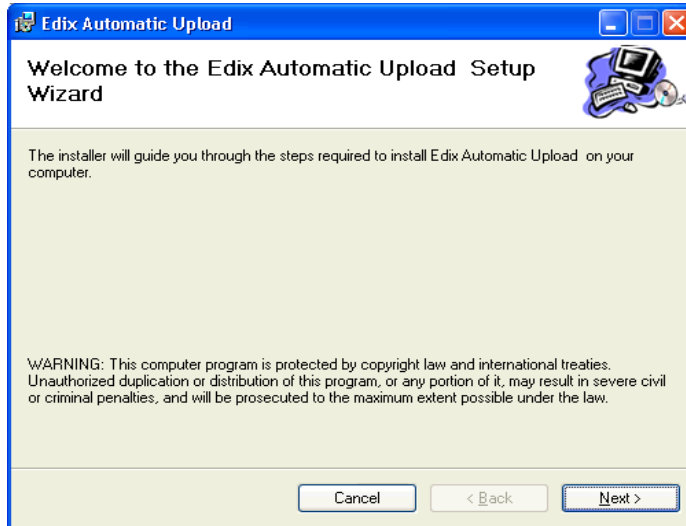 Edix Automatic Upload
Welcome to the Edix Automatic Upload  Setup
Wizard
The installer will guide you through the steps required to install Edix Automatic Upload  on your
computer.
WARNING: This computer program is protected by copyright law and international treaties.
Unauthorized duplication or distribution of this program, or any portion of it, may result in severe civil
or criminal penalties, and will be prosecuted to the maximum extent possible under the law.
Cancel < Back Next >